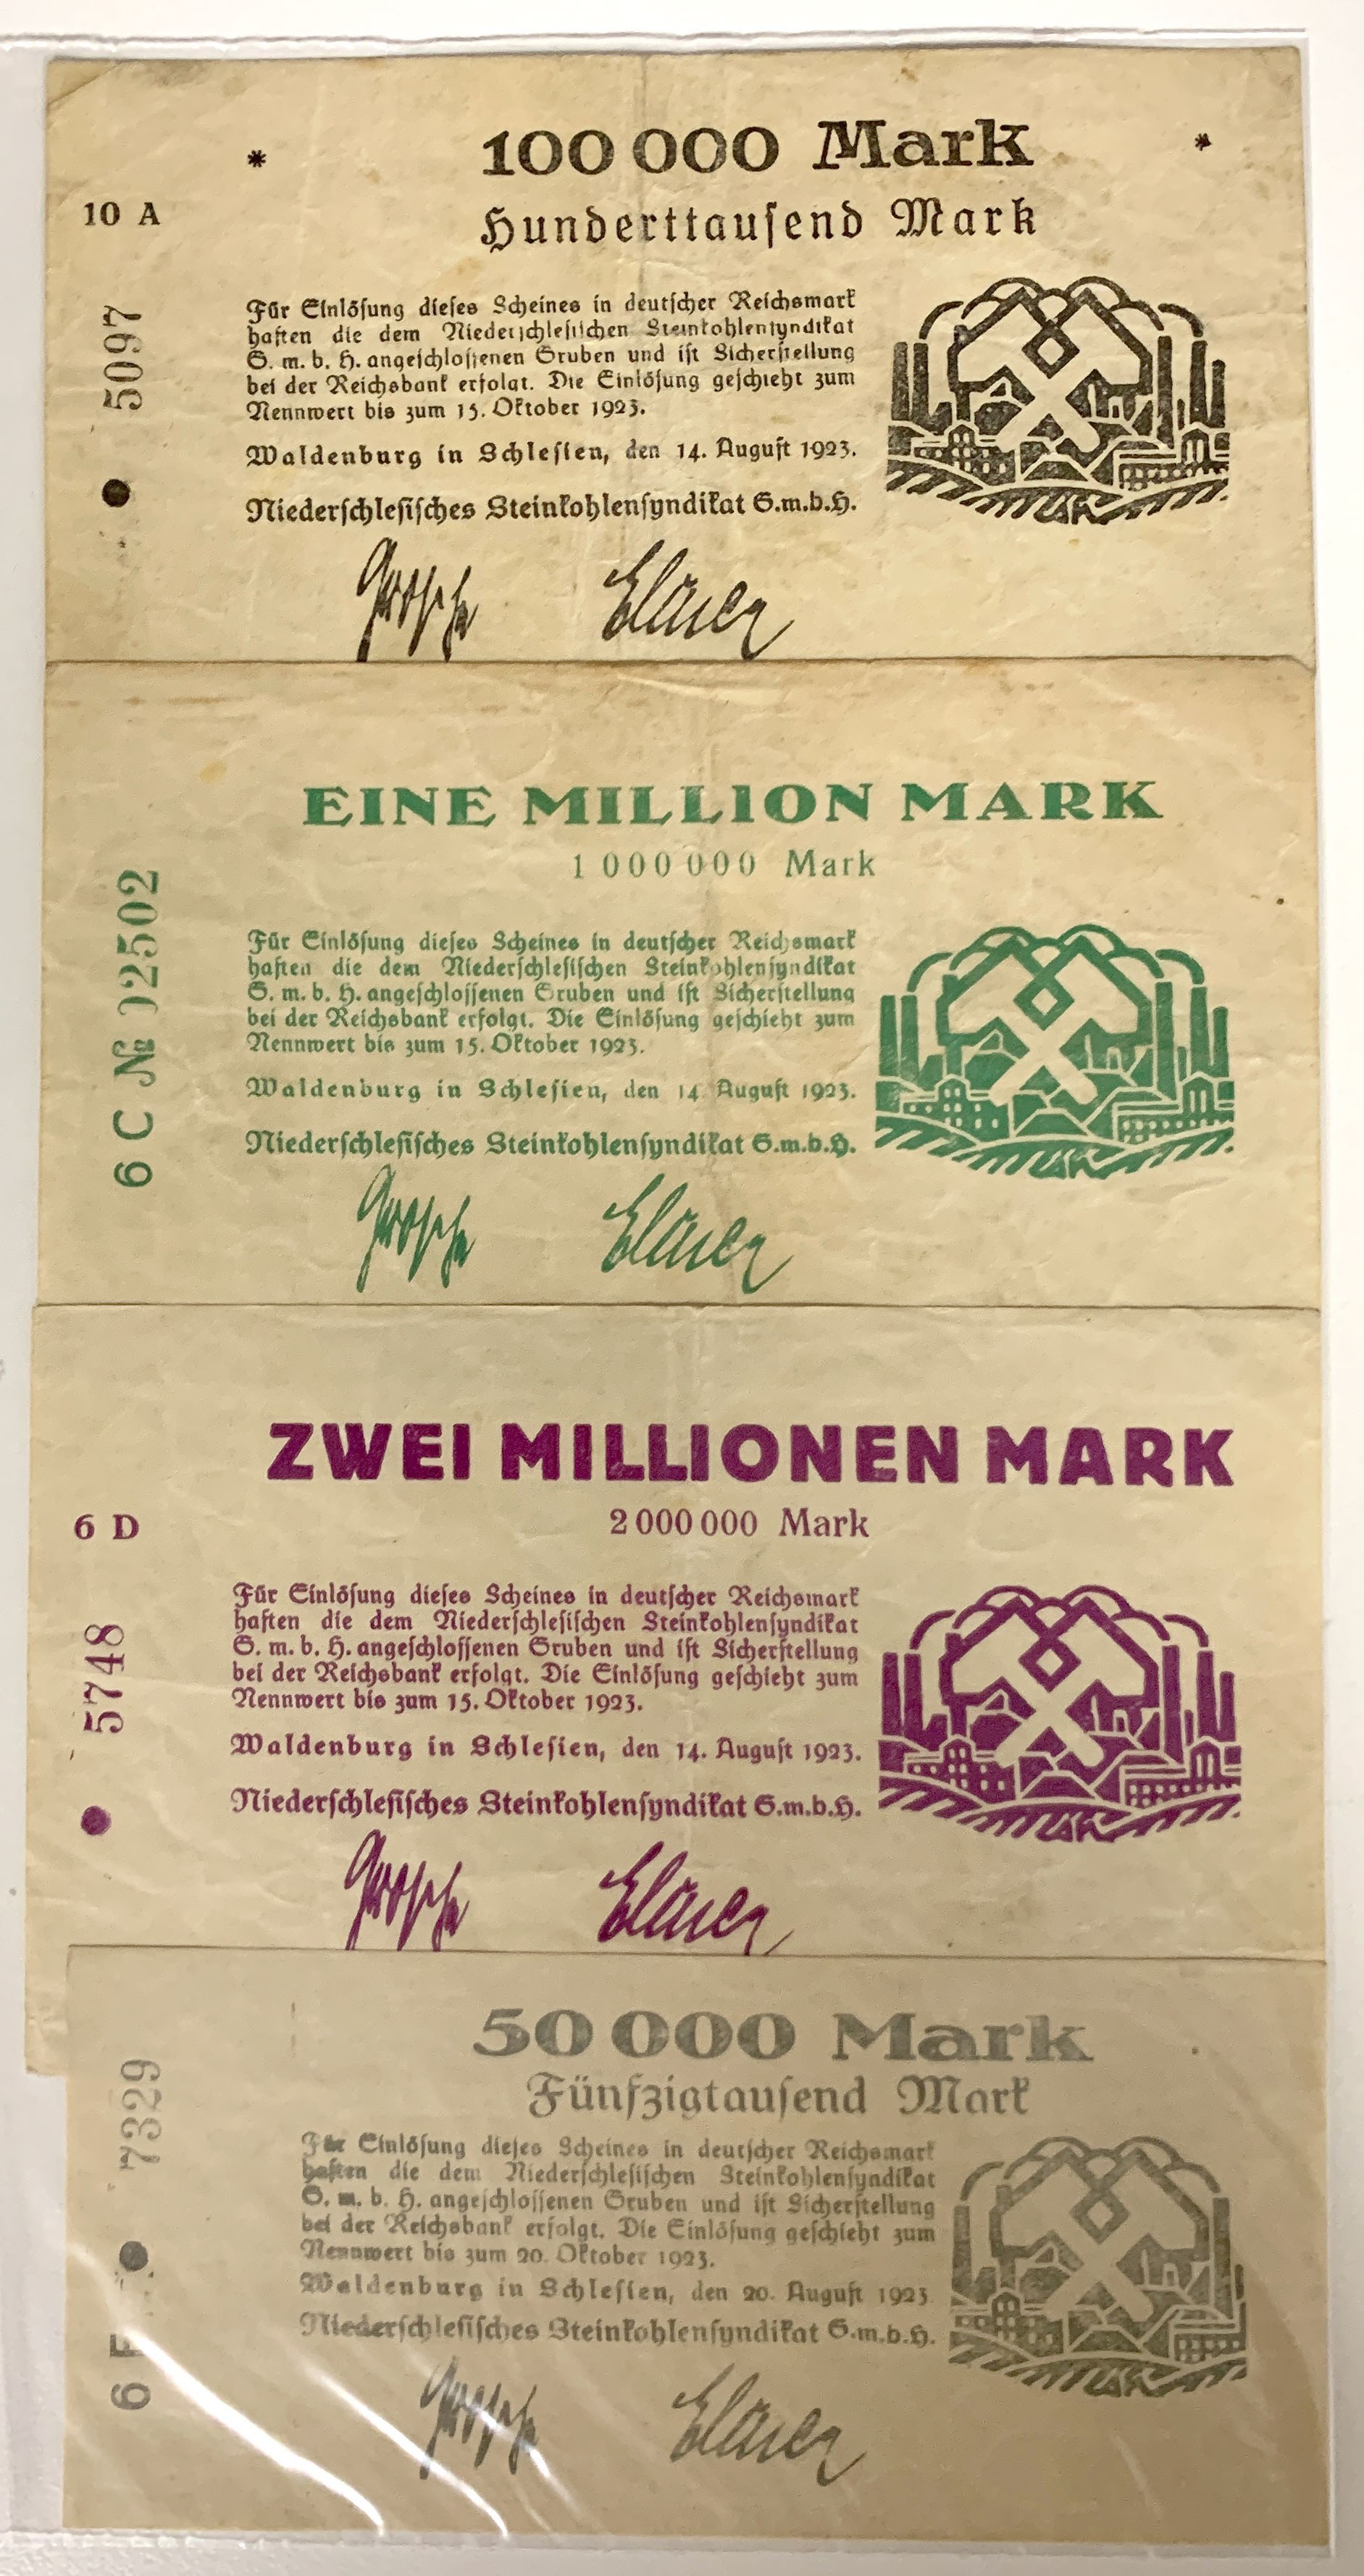 * 100 000 Mark *
Hunderttausend Mark
10 A
5097
Für Einlösung dieses Scheines in deutscher Reichsmark
haften die dem Niederschlesischen Steinkohlensyndikat
G. m. b. H. angeschlossenen Gruben und ist Sicherstellung
bei der Reichsbank erfolgt. Die Einlösung geschieht zum
Nennwert bis zum 15. Oktober 1923.
Waldenburg in Schlesien, den 14. August 1923.
Niederschlesisches Steinkohlensyndikat G.m.b.H.
EINE MILLION MARK
1 000 000 Mark
6 C № 02502
Für Einlösung dieses Scheines in deutscher Reichsmark
haften die dem Niederschlesischen Steinkohlensyndikat
G. m. b. H. angeschlossenen Gruben und ist Sicherstellung
bei der Reichsbank erfolgt. Die Einlösung geschieht zum
Nennwert bis zum 15. Oktober 1923.
Waldenburg in Schlesien, den 14. August 1923.
Niederschlesisches Steinkohlensyndikat G.m.b.H.
ZWEI MILLIONEN MARK
2 000 000 Mark
6 D
5748
Für Einlösung dieses Scheines in deutscher Reichsmark
haften die dem Niederschlesischen Steinkohlensyndikat
G. m. b. H. angeschlossenen Gruben und ist Sicherstellung
bei der Reichsbank erfolgt. Die Einlösung geschieht zum
Nennwert bis zum 15. Oktober 1923.
Waldenburg in Schlesien, den 14. August 1923.
Niederschlesisches Steinkohlensyndikat G.m.b.H.
50 000 Mark
Fünfzigtausend Mark
6 • 7329
Für Einlösung dieses Scheines in deutscher Reichsmark
haften die dem Niederschlesischen Steinkohlensyndikat
G. m. b. H. angeschlossenen Gruben und ist Sicherstellung
bei der Reichsbank erfolgt. Die Einlösung geschieht zum
Nennwert bis zum 20. Oktober 1923.
Waldenburg in Schlesien, den 20. August 1923
Niederschlesisches Steinkohlensyndikat G.m.b.H.